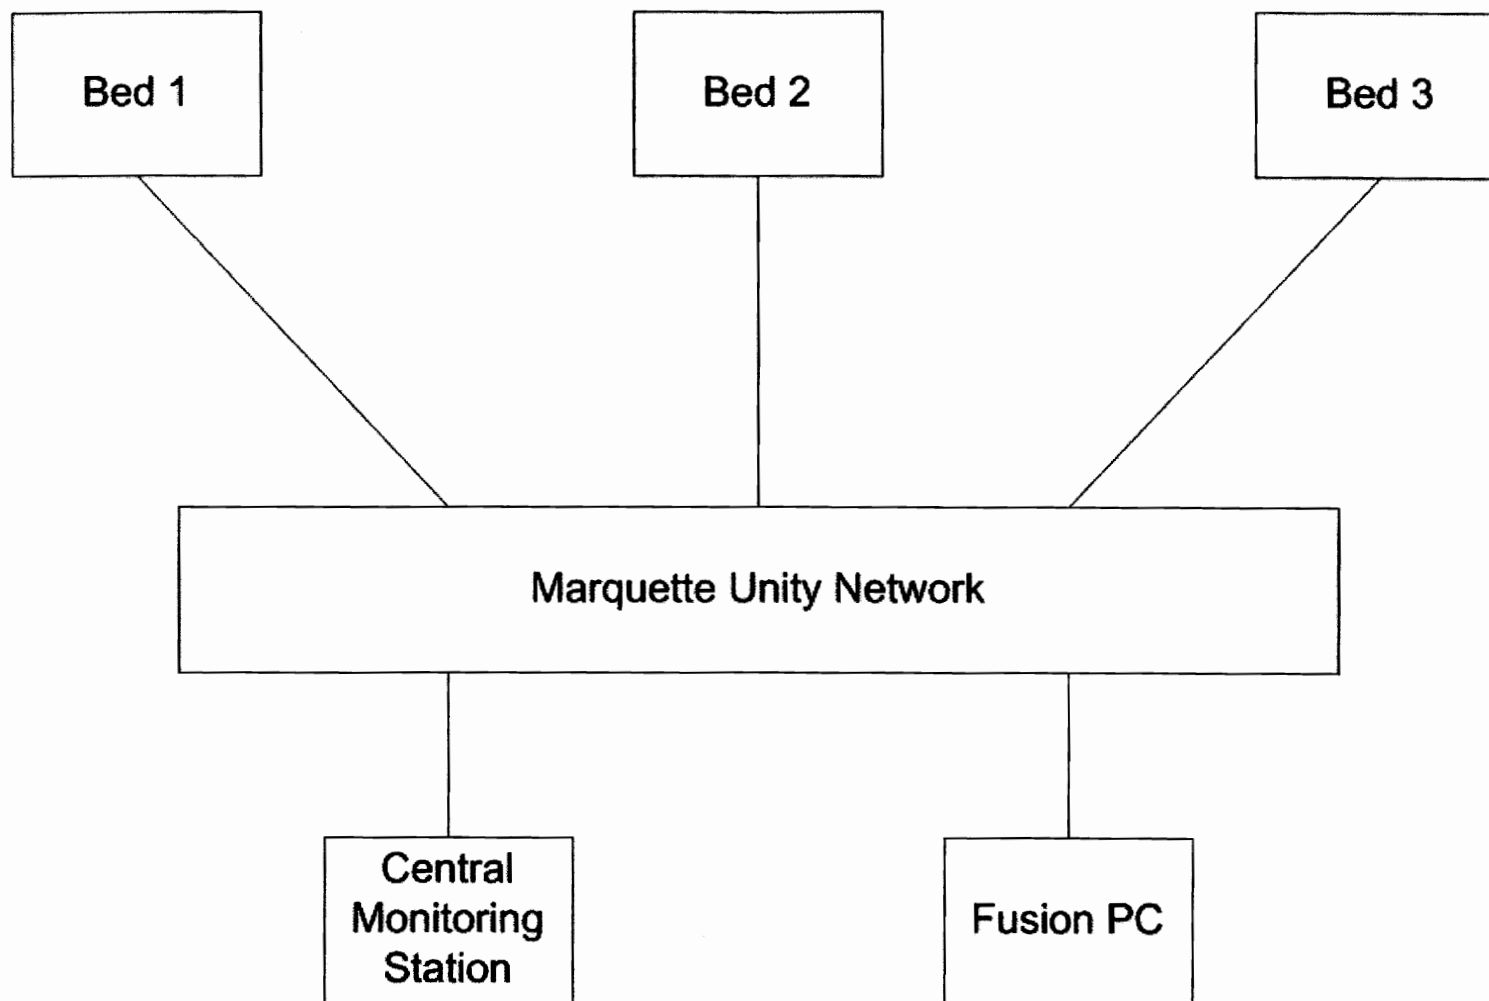 Bed 1
Bed 2
Bed 3
Marquette Unity Network
Central
Monitoring
Station
Fusion PC